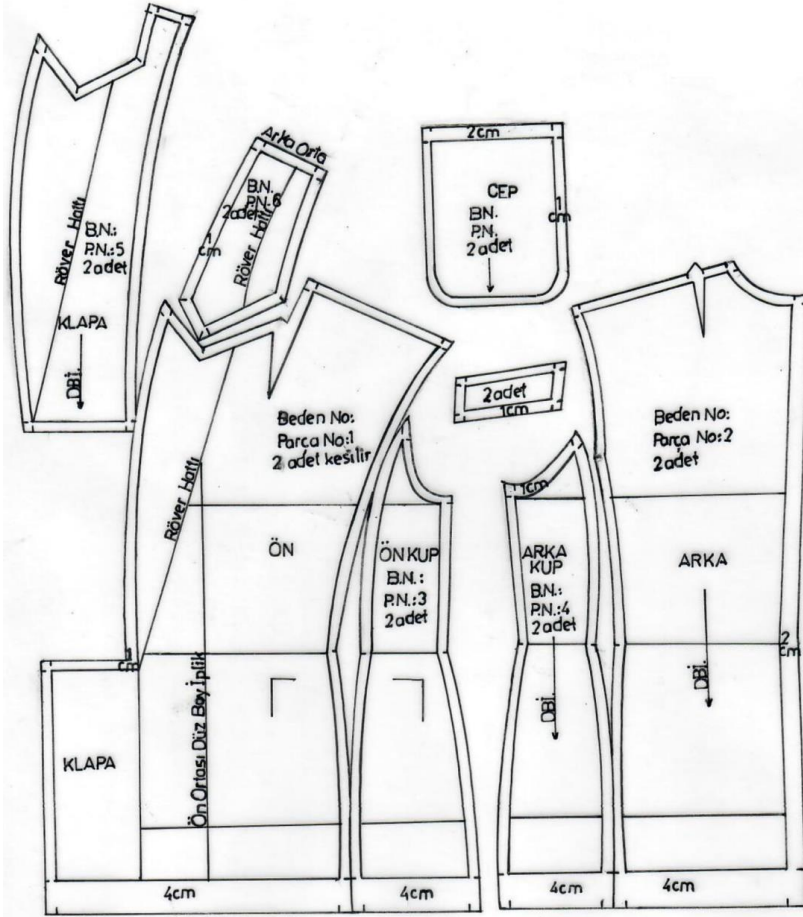 Röver Hattı
B.N.:
P.N.:5
2 adet
KLAPA
DBİ.
Arka Orta
B.N.
P.N.:6
2 adet
1
cm
Röver Hattı
2cm
CEP
B.N.
P.N.
2 adet
1
cm
2 adet
1cm
Beden No:
Parça No:1
2 adet kesilir
Röver Hattı
ÖN
1
cm
Ön Ortası Düz Boy İplik
KLAPA
4cm
ÖN KUP
B.N.:
P.N.:3
2 adet
4cm
1cm
ARKA
KUP
B.N.:
P.N.:4
2 adet
DBİ.
4cm
Beden No:
Parça No:2
2 adet
ARKA
DBİ.
2
cm
4cm